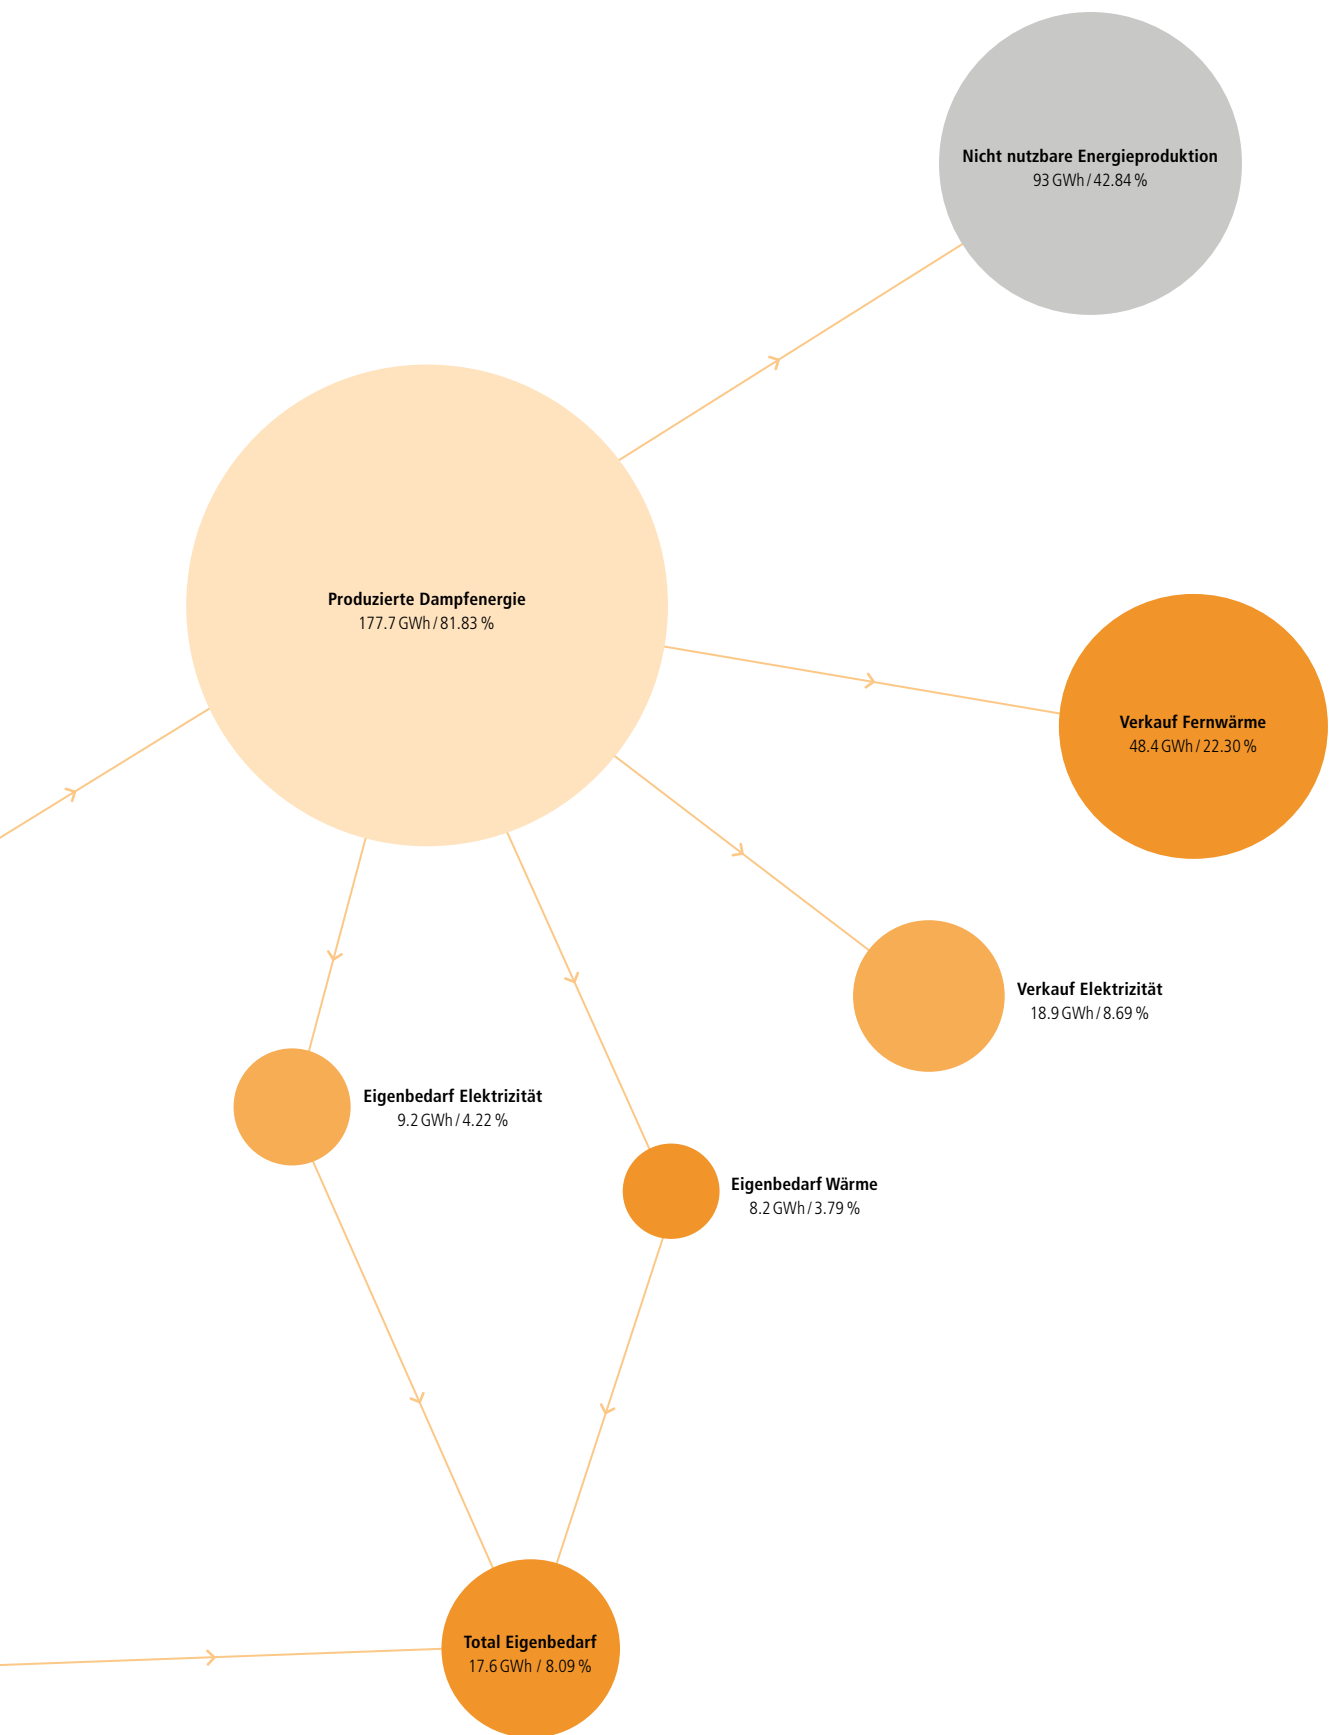 Nicht nutzbare Energieproduktion
93 GWh / 42.84 %
Produzierte Dampfenergie
177.7 GWh / 81.83 %
Verkauf Fernwärme
48.4 GWh / 22.30 %
Verkauf Elektrizität
18.9 GWh / 8.69 %
Eigenbedarf Elektrizität
9.2 GWh / 4.22 %
Eigenbedarf Wärme
8.2 GWh / 3.79 %
Total Eigenbedarf
17.6 GWh / 8.09 %